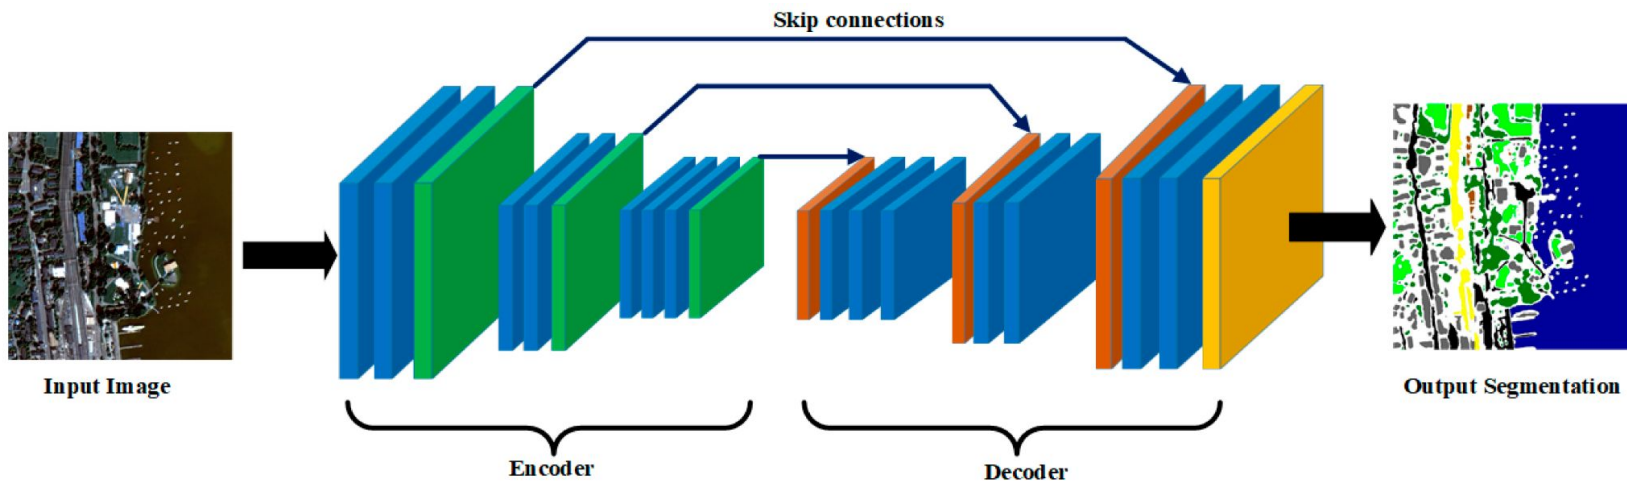 Skip connections
Input Image
Output Segmentation
Encoder
Decoder